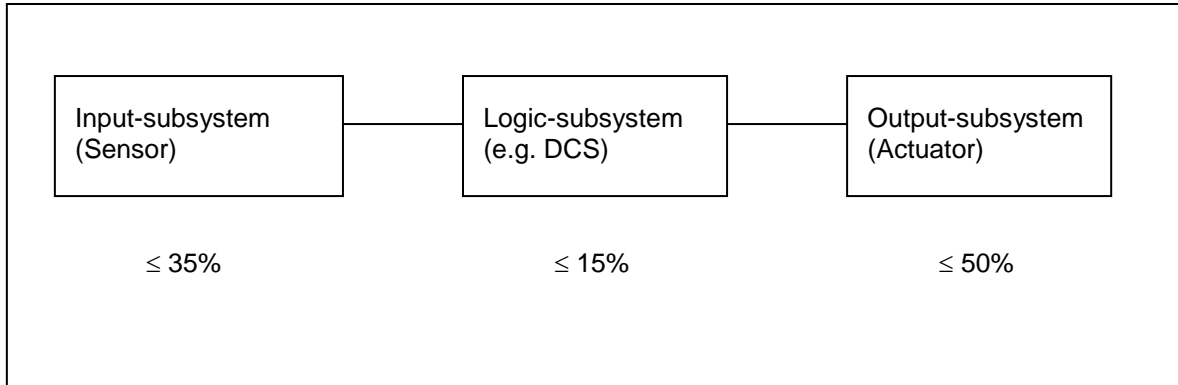 Input-subsystem
(Sensor)
Logic-subsystem
(e.g. DCS)
Output-subsystem
(Actuator)
≤ 35%
≤ 15%
≤ 50%